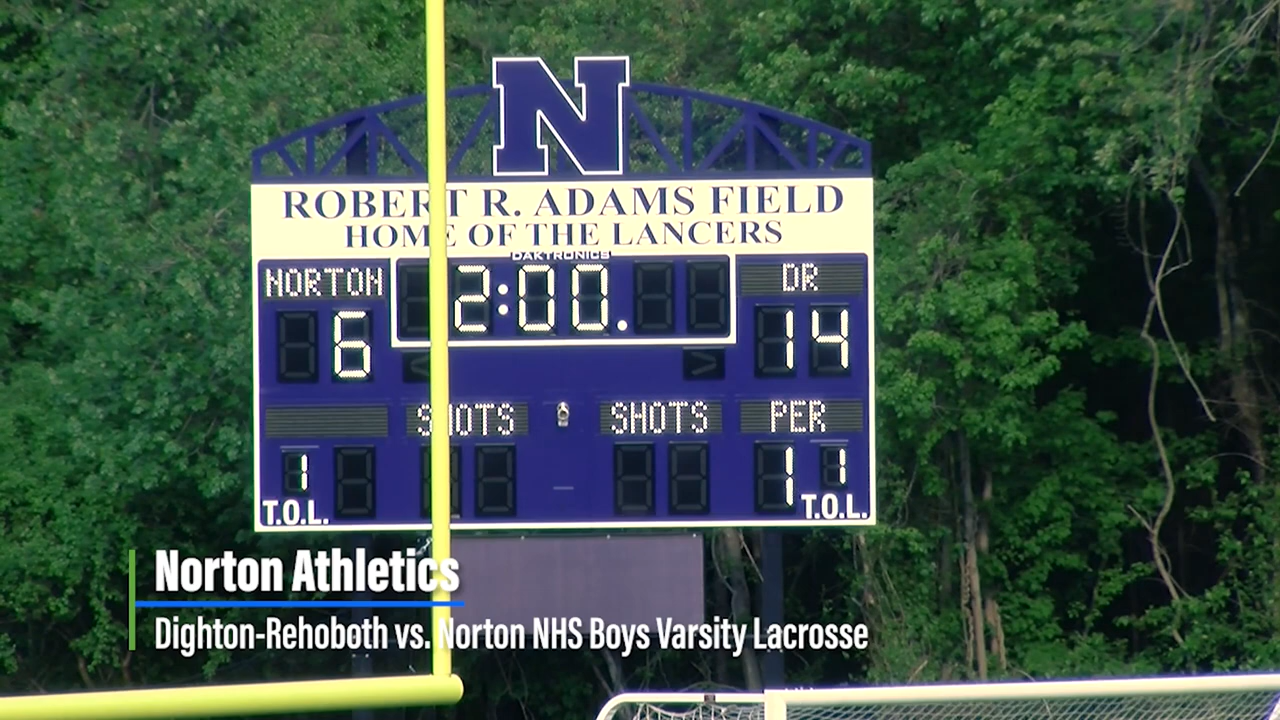 N
ROBERT R. ADAMS FIELD
HOME OF THE LANCERS
DAKTRONICS
NORTON 2:00. DR
6 14
SHOTS SHOTS PER
1 1 1
T.O.L. T.O.L.
Norton Athletics
Dighton-Rehoboth vs. Norton NHS Boys Varsity Lacrosse